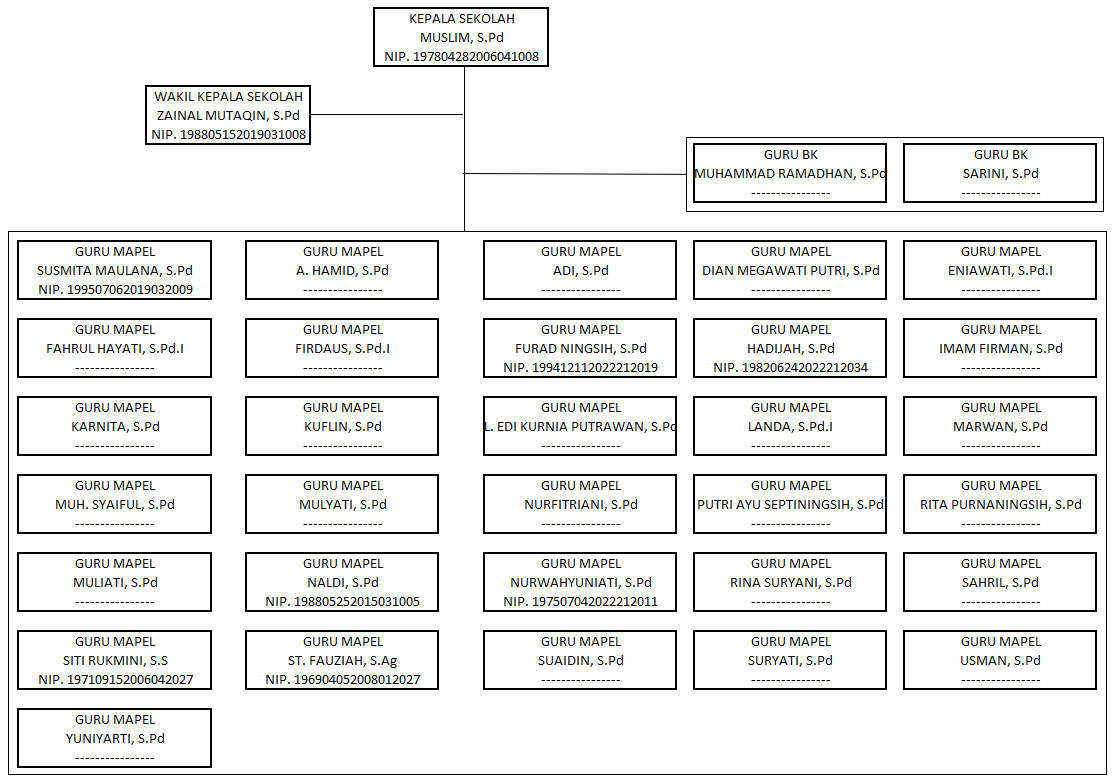 KEPALA SEKOLAH
MUSLIM, S.Pd
NIP. 197804282006041008
WAKIL KEPALA SEKOLAH
ZAINAL MUTAQIN, S.Pd
NIP. 198805152019031008
GURU BK
MUHAMMAD RAMADHAN, S.Pd
----------------
GURU BK
SARINI, S.Pd
----------------
GURU MAPEL
SUSMITA MAULANA, S.Pd
NIP. 199507062019032009
GURU MAPEL
A. HAMID, S.Pd
----------------
GURU MAPEL
ADI, S.Pd
----------------
GURU MAPEL
DIAN MEGAWATI PUTRI, S.Pd
----------------
GURU MAPEL
ENIAWATI, S.Pd.I
----------------
GURU MAPEL
FAHRUL HAYATI, S.Pd.I
----------------
GURU MAPEL
FIRDAUS, S.Pd.I
----------------
GURU MAPEL
FURAD NINGSIH, S.Pd
NIP. 199412112022212019
GURU MAPEL
HADIJAH, S.Pd
NIP. 198206242022212034
GURU MAPEL
IMAM FIRMAN, S.Pd
----------------
GURU MAPEL
KARNITA, S.Pd
----------------
GURU MAPEL
KUFLIN, S.Pd
----------------
GURU MAPEL
L. EDI KURNIA PUTRAWAN, S.Pd
----------------
GURU MAPEL
LANDA, S.Pd.I
----------------
GURU MAPEL
MARWAN, S.Pd
----------------
GURU MAPEL
MUH. SYAIFUL, S.Pd
----------------
GURU MAPEL
MULYATI, S.Pd
----------------
GURU MAPEL
NURFITRIANI, S.Pd
----------------
GURU MAPEL
PUTRI AYU SEPTININGSIH, S.Pd
----------------
GURU MAPEL
RITA PURNANINGSIH, S.Pd
----------------
GURU MAPEL
MULIATI, S.Pd
----------------
GURU MAPEL
NALDI, S.Pd
NIP. 198805252015031005
GURU MAPEL
NURWAHYUNIATI, S.Pd
NIP. 197507042022212011
GURU MAPEL
RINA SURYANI, S.Pd
----------------
GURU MAPEL
SAHRIL, S.Pd
----------------
GURU MAPEL
SITI RUKMINI, S.S
NIP. 197109152006042027
GURU MAPEL
ST. FAUZIAH, S.Ag
NIP. 196904052008012027
GURU MAPEL
SUAIDIN, S.Pd
----------------
GURU MAPEL
SURYATI, S.Pd
----------------
GURU MAPEL
USMAN, S.Pd
----------------
GURU MAPEL
YUNIYARTI, S.Pd
----------------